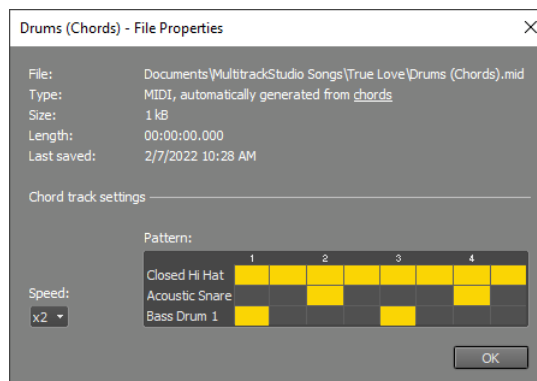 Drums (Chords) - File Properties
File: Documents\MultitrackStudio Songs\True Love\Drums (Chords).mid
Type: MIDI, automatically generated from chords
Size: 1 kB
Length: 00:00:00.000
Last saved: 2/7/2022 10:28 AM
Chord track settings
Pattern:
1 2 3 4
Closed Hi Hat
Speed: Acoustic Snare
x2 Bass Drum 1
OK